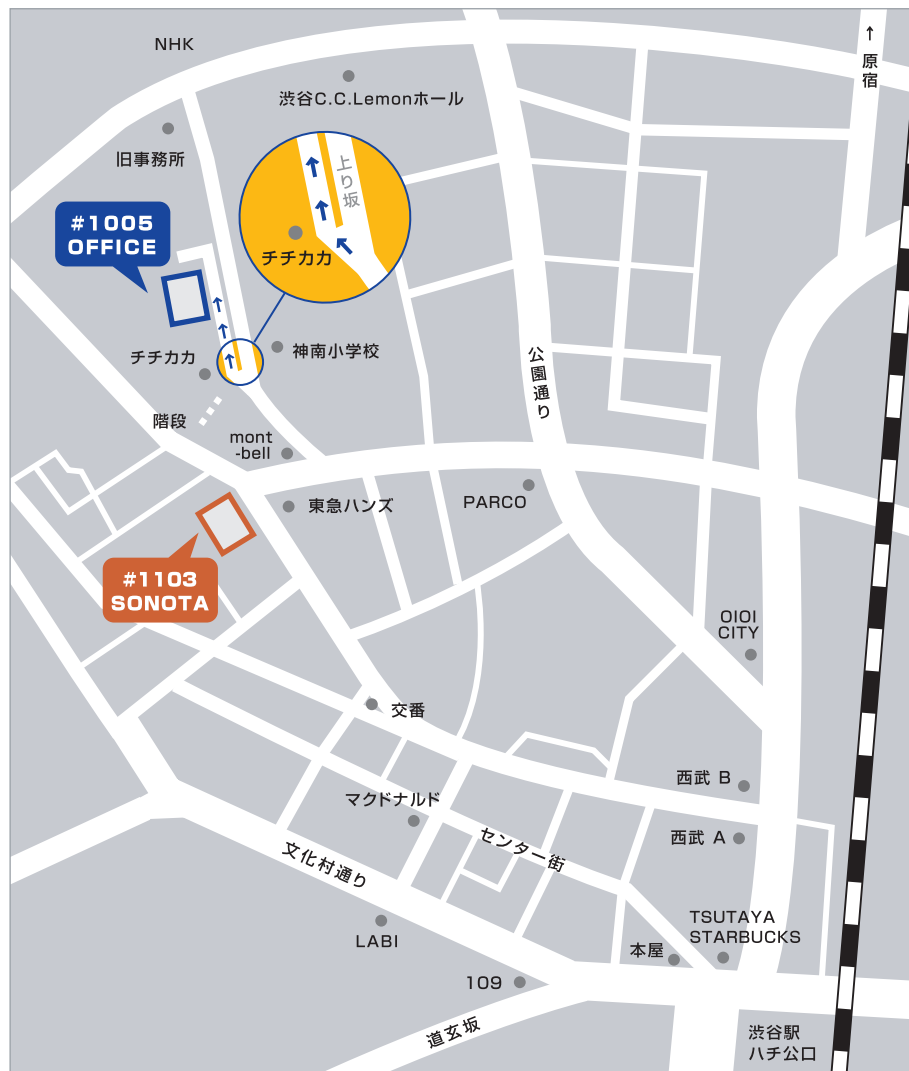 NHK
↑
原宿
渋谷C.C.Lemonホール
旧事務所
上り坂
チチカカ
#1005
OFFICE
チチカカ
神南小学校
公園通り
階段
mont
-bell
東急ハンズ
PARCO
#1103
SONOTA
OIOI
CITY
交番
西武 B
マクドナルド
センター街
西武 A
文化村通り
TSUTAYA
STARBUCKS
LABI
本屋
109
道玄坂
渋谷駅
ハチ公口